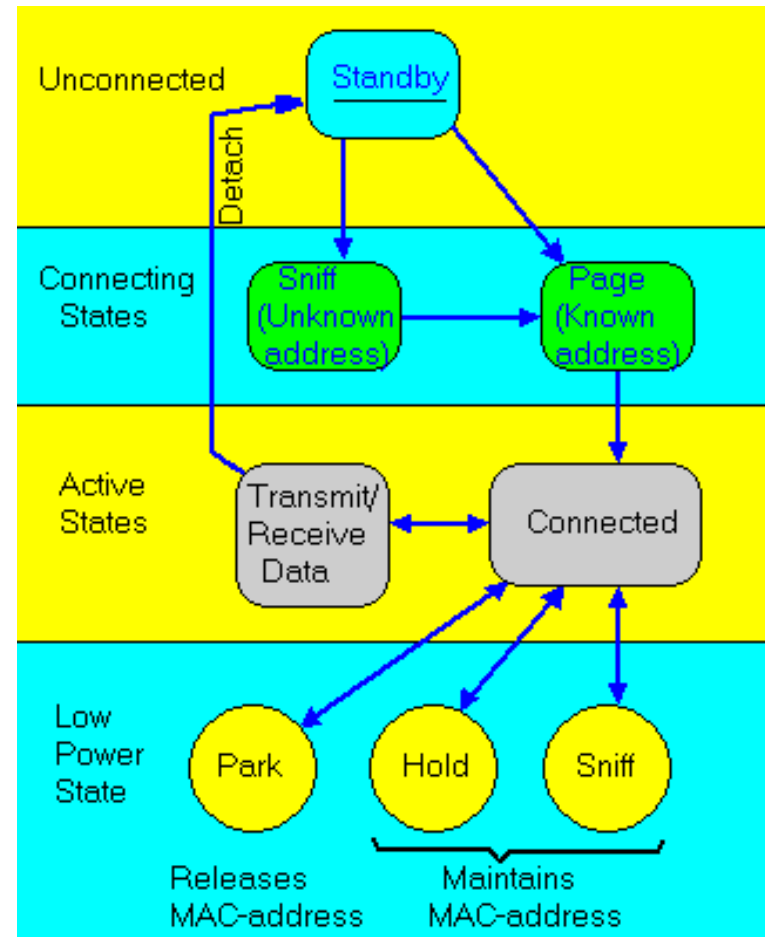 Unconnected
Standby
Detach
Connecting
States
Sniff
(Unknown
address)
Page
(Known
address)
Active
States
Transmit/
Receive
Data
Connected
Low
Power
State
Park
Hold
Sniff
Releases
MAC-address
Maintains
MAC-address